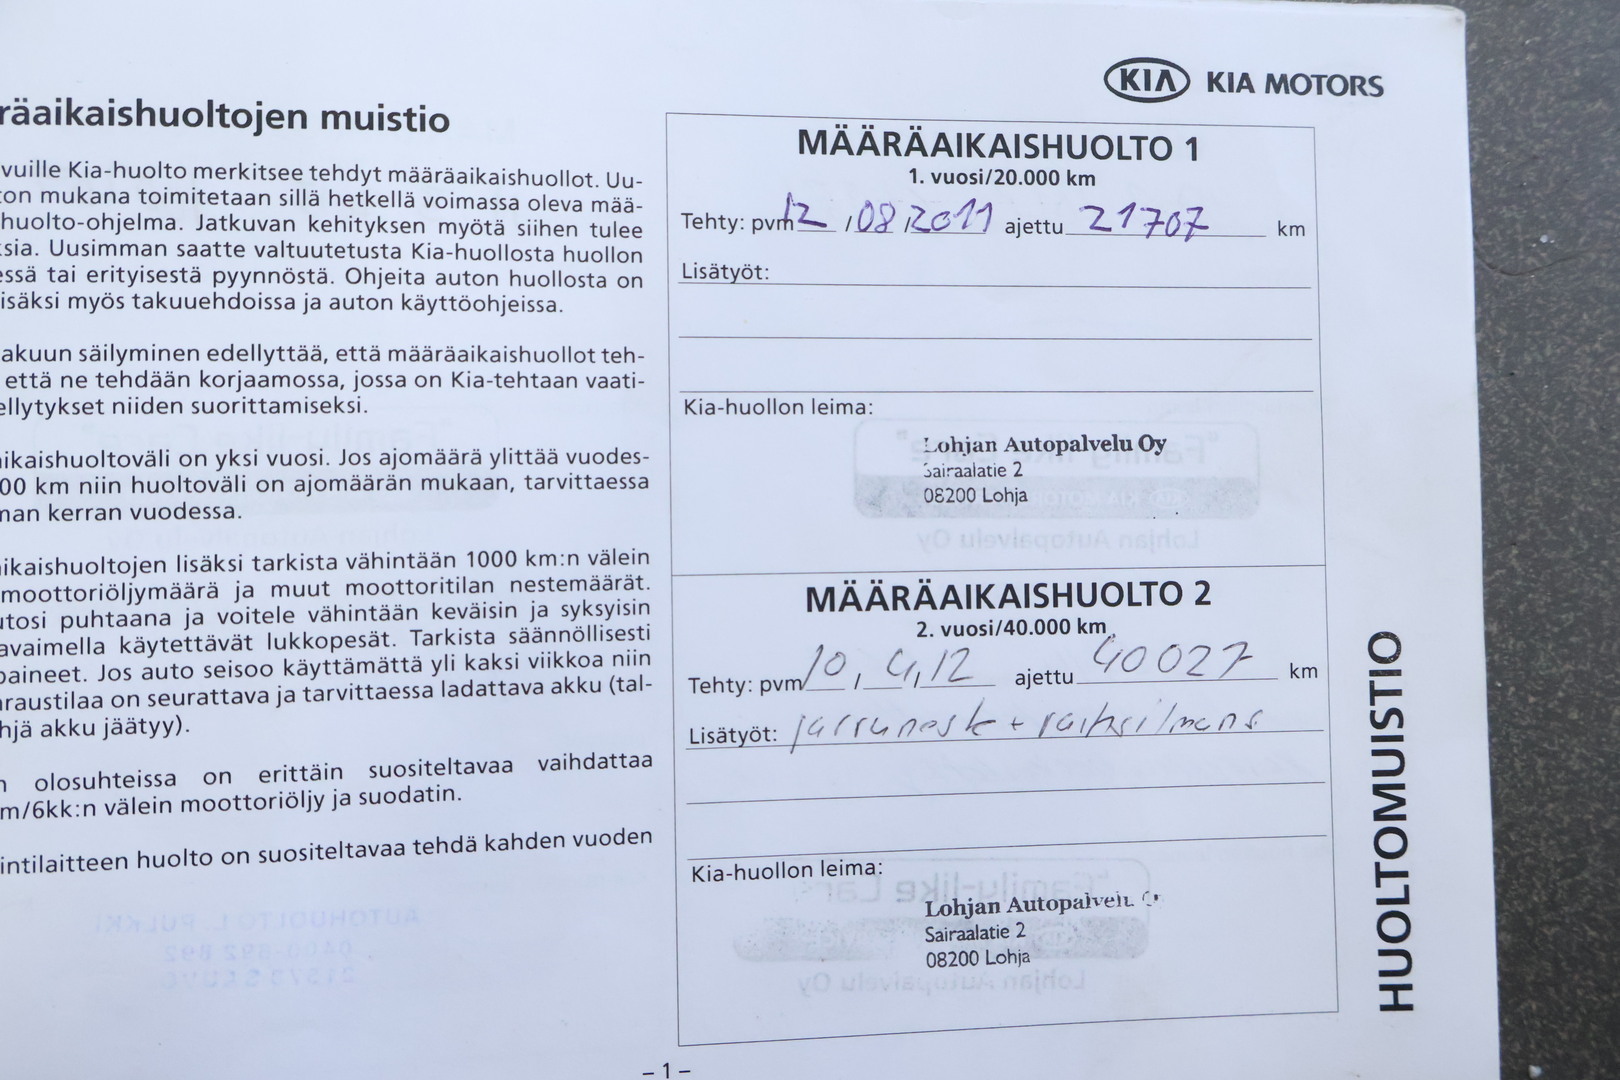 KIA KIA MOTORS
räaikaishuoltojen muistio
vuille Kia-huolto merkitsee tehdyt määräaikaishuollot. Uu-
ton mukana toimitetaan sillä hetkellä voimassa oleva mää-
huolto-ohjelma. Jatkuvan kehityksen myötä siihen tulee
ksia. Uusimman saatte valtuutetusta Kia-huollosta huollon
essä tai erityisestä pyynnöstä. Ohjeita auton huollosta on
isäksi myös takuuehdoissa ja auton käyttöohjeissa.
akuun säilyminen edellyttää, että määräaikaishuollot teh-
että ne tehdään korjaamossa, jossa on Kia-tehtaan vaati-
ellytykset niiden suorittamiseksi.
ikaishuoltoväli on yksi vuosi. Jos ajomäärä ylittää vuodes-
00 km niin huoltoväli on ajomäärän mukaan, tarvittaessa
man kerran vuodessa.
ikaishuoltojen lisäksi tarkista vähintään 1000 km:n välein
moottoriöljymäärä ja muut moottoritilan nestemäärät.
utosi puhtaana ja voitele vähintään keväisin ja syksyisin
avaimella käytettävät lukkopesät. Tarkista säännöllisesti
paineet. Jos auto seisoo käyttämättä yli kaksi viikkoa niin
raustilaa on seurattava ja tarvittaessa ladattava akku (tal-
hjä akku jäätyy).
n olosuhteissa on erittäin suositeltavaa vaihdattaa
m/6kk:n välein moottoriöljy ja suodatin.
intilaitteen huolto on suositeltavaa tehdä kahden vuoden
MÄÄRÄAIKAISHUOLTO 1
1. vuosi/20.000 km
Tehty: pvm 12 / 08 / 2011 ajettu 21707 km
Lisätyöt:
Kia-huollon leima:
Lohjan Autopalvelu Oy
Sairaalatie 2
08200 Lohja
MÄÄRÄAIKAISHUOLTO 2
2. vuosi/40.000 km
Tehty: pvm 10, 4, 12 ajettu 40027 km
Lisätyöt: jarrunest +
Kia-huollon leima:
Lohjan Autopalvelu
Sairaalatie 2
08200 Lohja
HUOLTOMUISTIO
– 1 –